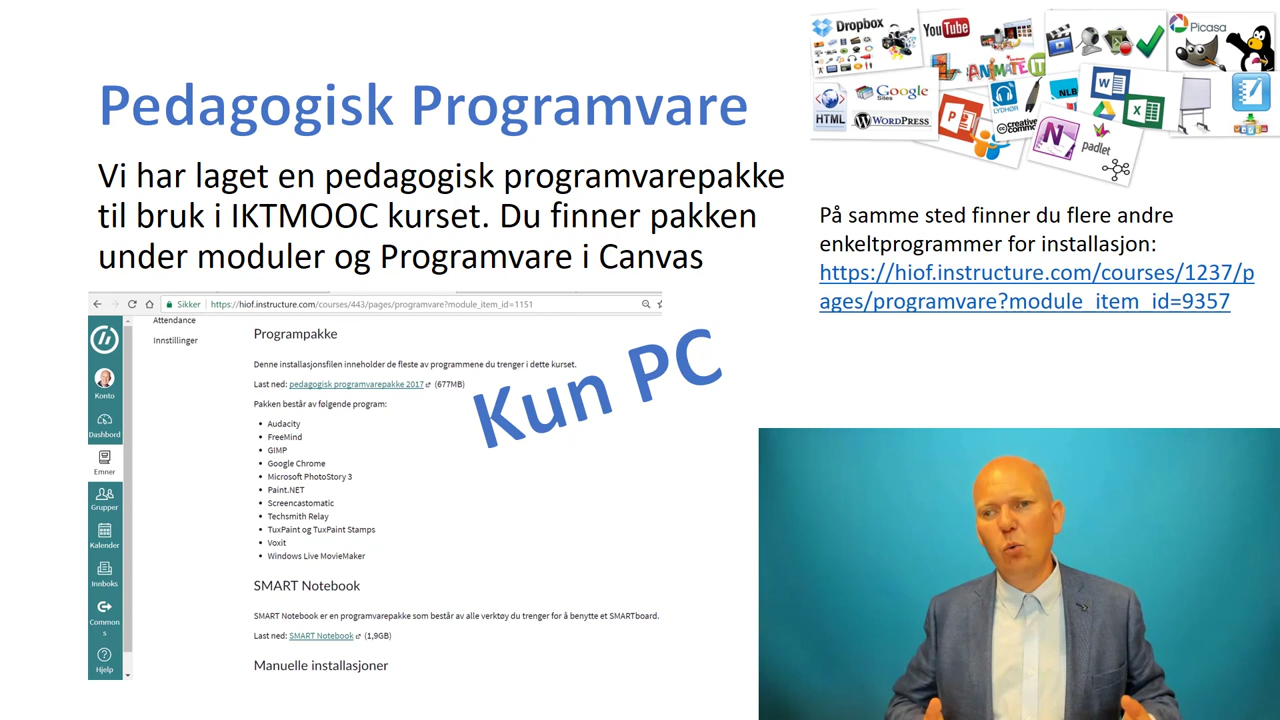 Pedagogisk Programvare
Vi har laget en pedagogisk programvarepakke
til bruk i IKTMOOC kurset. Du finner pakken
under moduler og Programvare i Canvas
Dropbox
YouTube
Picasa
ANIMATE IT
Google
Sites
HTML
WORDPRESS
LYDHØR
NLB
creative
padlet
På samme sted finner du flere andre
enkeltprogrammer for installasjon:
https://hiof.instructure.com/courses/1237/p
ages/programvare?module_item_id=9357
Sikker
https://hiof.instructure.com/courses/443/pages/programvare?module_item_id=1151
Attendance
Innstillinger
Konto
Dashbord
Emner
Grupper
Kalender
Innboks
Common
s
Hjelp
Programpakke
Denne installasjonsfilen inneholder de fleste av programmene du trenger i dette kurset.
Last ned: pedagogisk programvarepakke 2017 (677MB)
Pakken består av følgende program:
Audacity
FreeMind
GIMP
Google Chrome
Microsoft PhotoStory 3
Paint.NET
Screencastomatic
Techsmith Relay
TuxPaint og TuxPaint Stamps
Voxit
Windows Live MovieMaker
SMART Notebook
SMART Notebook er en programvarepakke som består av alle verktøy du trenger for å benytte et SMARTboard.
Last ned: SMART Notebook (1,9GB)
Manuelle installasjoner
Kun PC